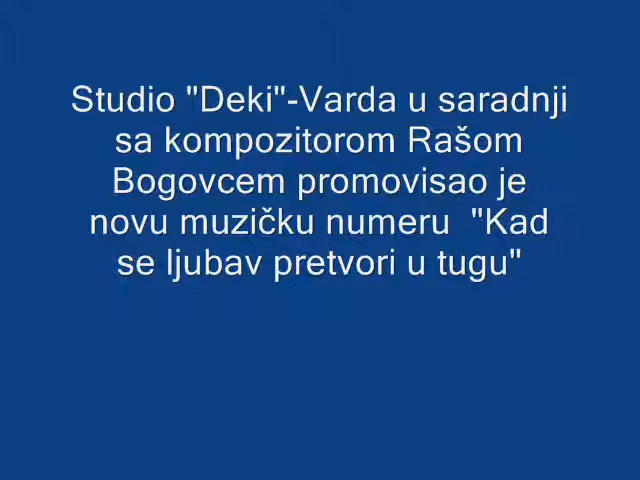 Studio "Deki"-Varda u saradnji
sa kompozitorom Rašom
Bogovcem promovisao je
novu muzičku numeru  "Kad
se ljubav pretvori u tugu"